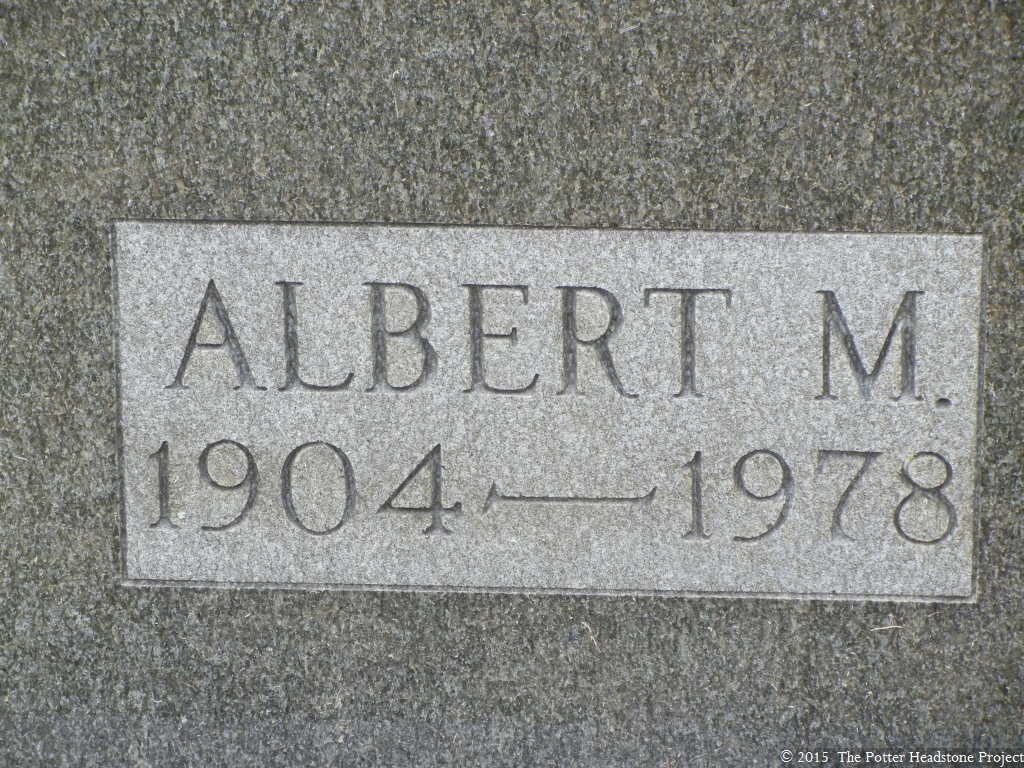 ALBERT M.
1904 — 1978
© 2015 The Potter Headstone Project